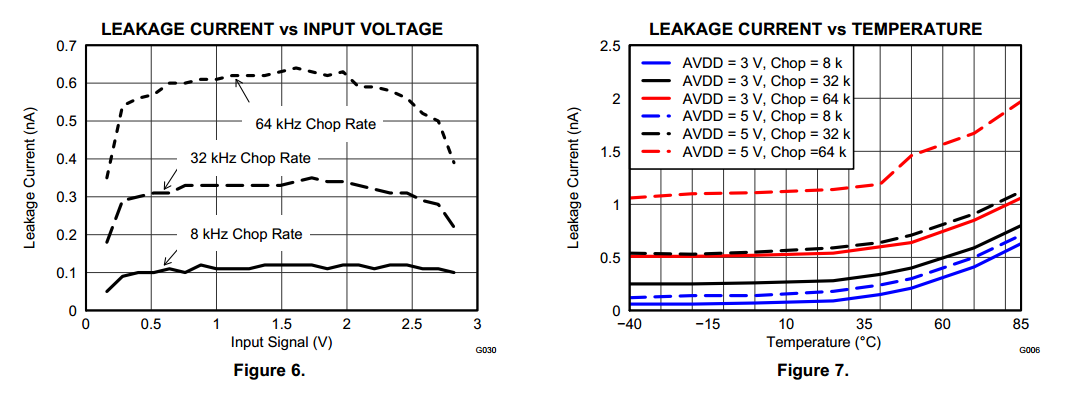 LEAKAGE CURRENT vs INPUT VOLTAGE
0.7
0.6
0.5
0.4
0.3
0.2
0.1
0
Leakage Current (nA)
64 kHz Chop Rate
32 kHz Chop Rate
8 kHz Chop Rate
0 0.5 1 1.5 2 2.5 3
Input Signal (V)
G030
Figure 6.
LEAKAGE CURRENT vs TEMPERATURE
2.5
2
1.5
1
0.5
0
Leakage Current (nA)
AVDD = 3 V, Chop = 8 k
AVDD = 3 V, Chop = 32 k
AVDD = 3 V, Chop = 64 k
AVDD = 5 V, Chop = 8 k
AVDD = 5 V, Chop = 32 k
AVDD = 5 V, Chop =64 k
−40 −15 10 35 60 85
Temperature (°C)
G006
Figure 7.